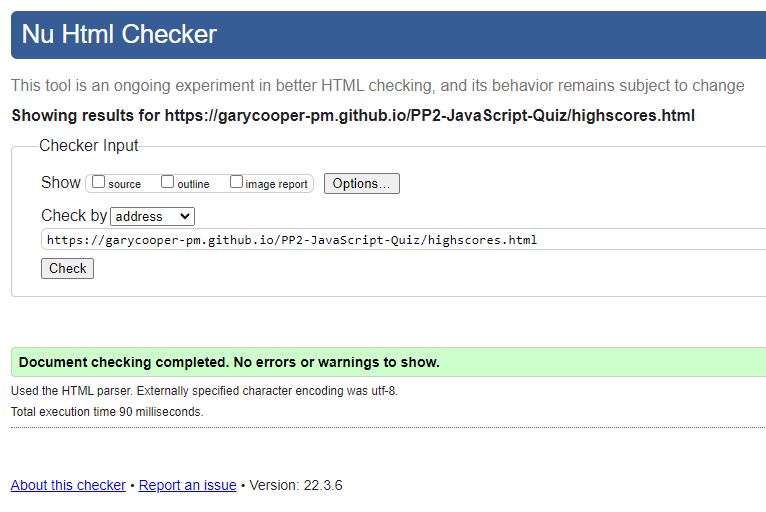 Nu Html Checker
This tool is an ongoing experiment in better HTML checking, and its behavior remains subject to change
Showing results for https://garycooper-pm.github.io/PP2-JavaScript-Quiz/highscores.html
Checker Input
Show source outline image report Options...
Check by address
https://garycooper-pm.github.io/PP2-JavaScript-Quiz/highscores.html
Check
Document checking completed. No errors or warnings to show.
Used the HTML parser. Externally specified character encoding was utf-8.
Total execution time 90 milliseconds.
About this checker • Report an issue • Version: 22.3.6